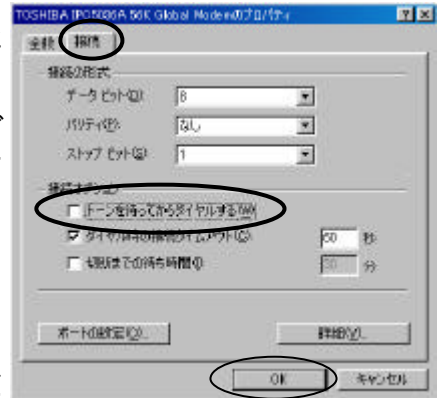 TOSHIBA IPC5036A 56K Global Modemのプロパティ
全般 接続
接続の形式
データ ビット(D): 8
パリティ(P): なし
ストップ ビット(S): 1
接続オプション
トーンを待ってからダイヤルする(W)
ダイヤル時の接続タイムアウト(C): 60 秒
切断までの待ち時間(I): 30 分
ポートの設定(O)... 詳細(V)...
OK キャンセル